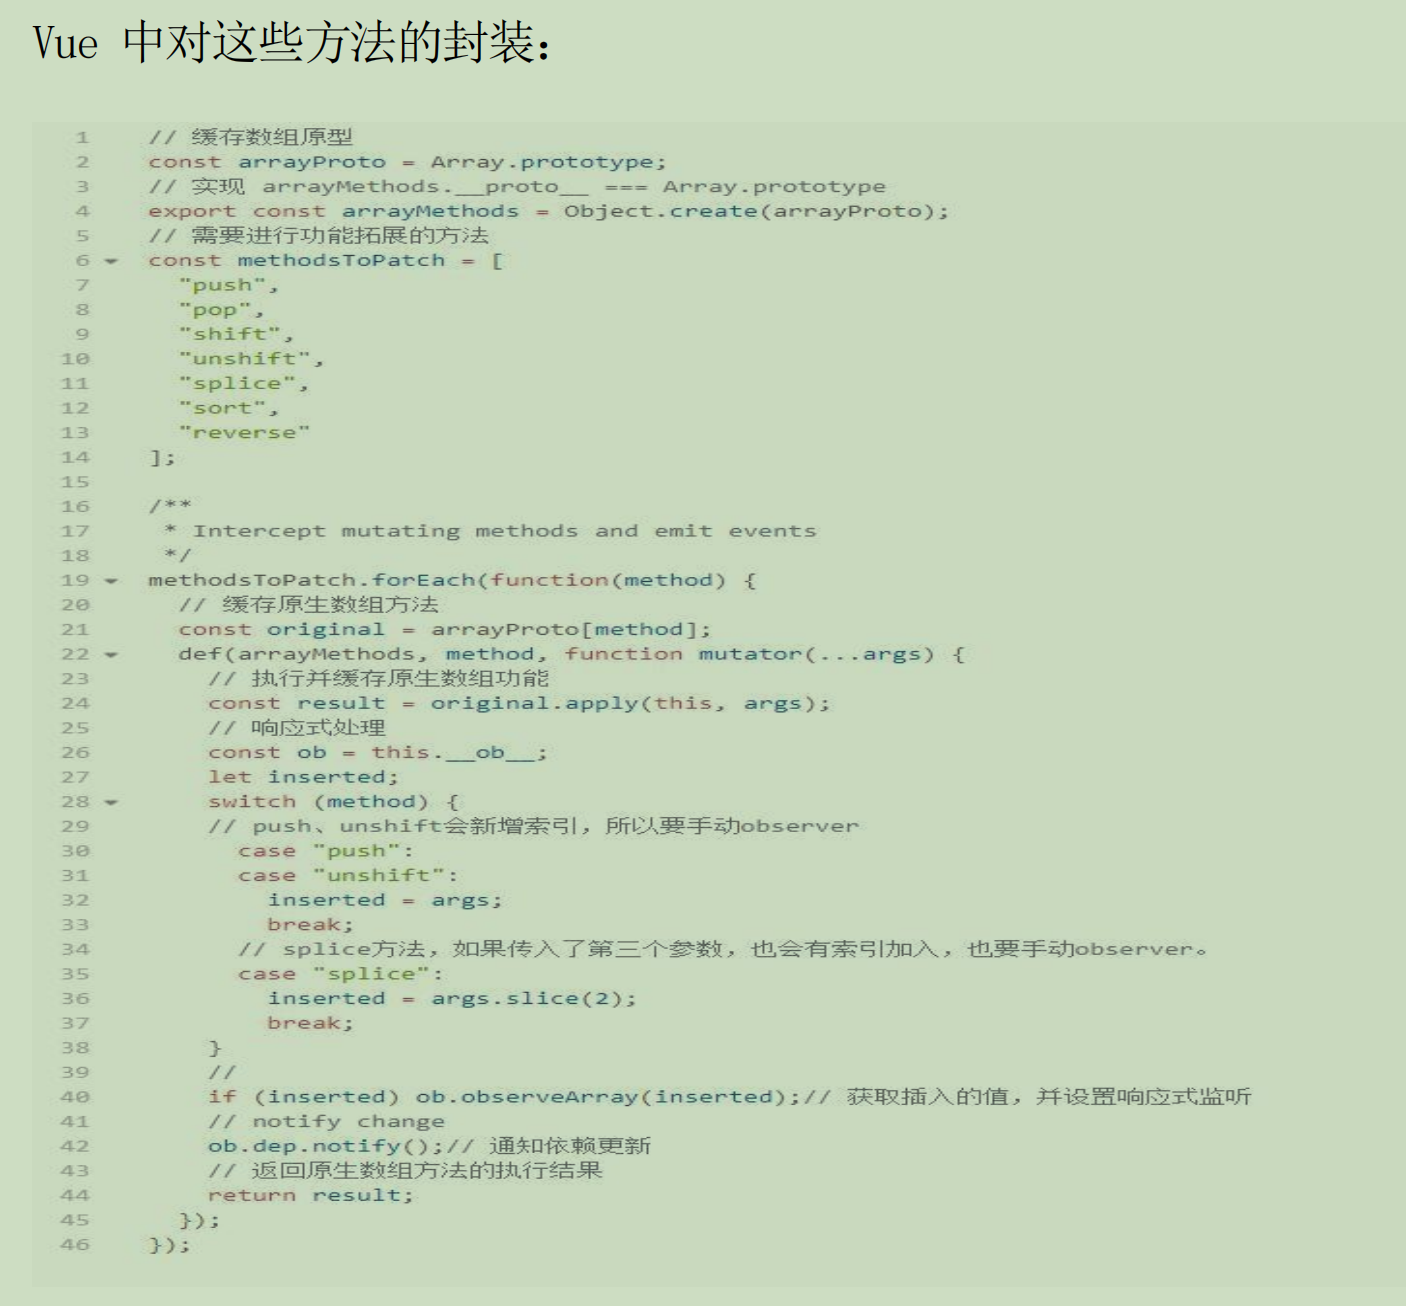 Vue 中对这些方法的封装:
1 // 缓存数组原型
2 const arrayProto = Array.prototype;
3 // 实现 arrayMethods.__proto__ === Array.prototype
4 export const arrayMethods = Object.create(arrayProto);
5 // 需要进行功能拓展的方法
6 const methodsToPatch = [
7 "push",
8 "pop",
9 "shift",
10 "unshift",
11 "splice",
12 "sort",
13 "reverse"
14 ];
15
16 /**
17 * Intercept mutating methods and emit events
18 */
19 methodsToPatch.forEach(function(method) {
20 // 缓存原生数组方法
21 const original = arrayProto[method];
22 def(arrayMethods, method, function mutator(...args) {
23 // 执行并缓存原生数组功能
24 const result = original.apply(this, args);
25 // 响应式处理
26 const ob = this.__ob__;
27 let inserted;
28 switch (method) {
29 // push、unshift会新增索引，所以要手动observer
30 case "push":
31 case "unshift":
32 inserted = args;
33 break;
34 // splice方法，如果传入了第三个参数，也会有索引加入，也要手动observer。
35 case "splice":
36 inserted = args.slice(2);
37 break;
38 }
39 //
40 if (inserted) ob.observeArray(inserted);// 获取插入的值，并设置响应式监听
41 // notify change
42 ob.dep.notify();// 通知依赖更新
43 // 返回原生数组方法的执行结果
44 return result;
45 });
46 });